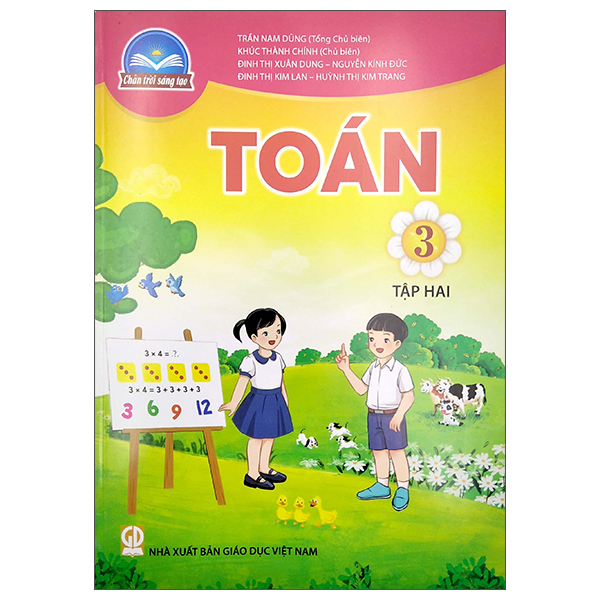 Chân trời sáng tạo
TRẦN NAM DŨNG (Tổng Chủ biên)
KHÚC THÀNH CHÍNH (Chủ biên)
ĐINH THỊ XUÂN DUNG – NGUYỄN KÍNH ĐỨC
ĐINH THỊ KIM LAN – HUỲNH THỊ KIM TRANG
TOÁN
3
TẬP HAI
3 × 4 = .?.
3 × 4 = 3 + 3 + 3 + 3
3 6 9 12
GD
NHÀ XUẤT BẢN GIÁO DỤC VIỆT NAM